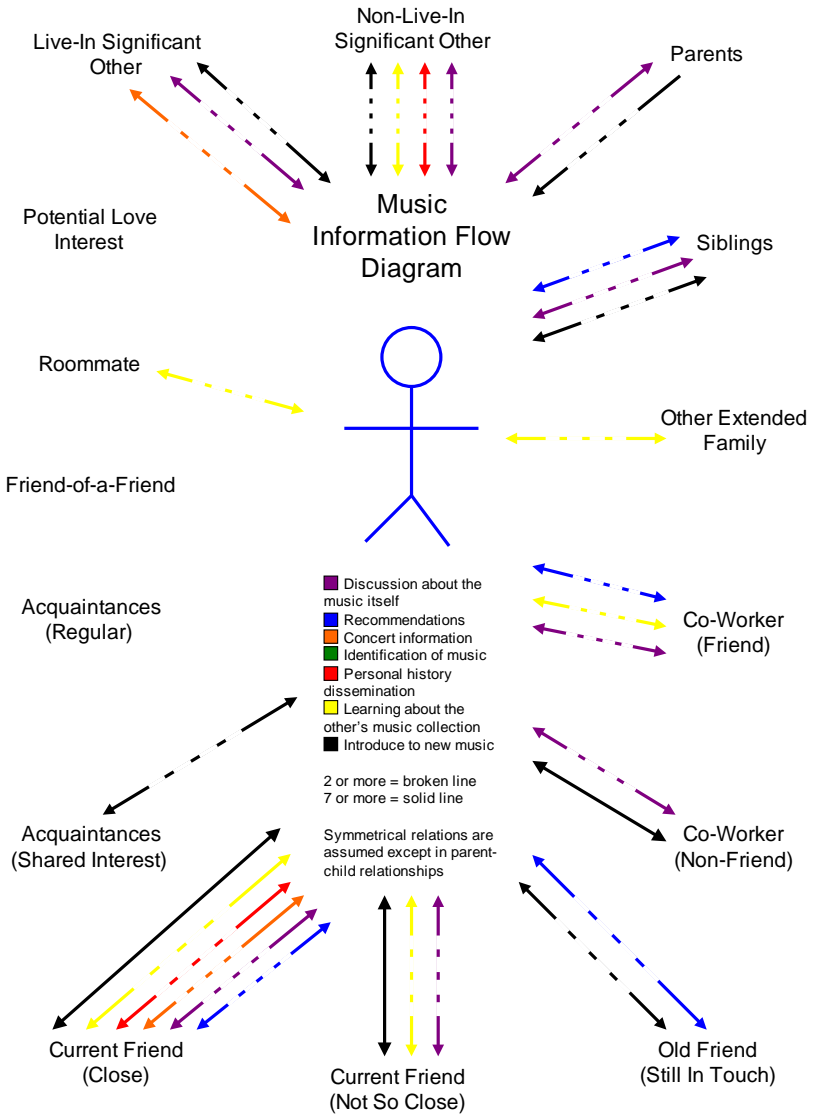 Non-Live-In
Significant Other
Live-In Significant
Other
Parents
Music
Information Flow
Diagram
Potential Love
Interest
Siblings
Roommate
Other Extended
Family
Friend-of-a-Friend
Acquaintances
(Regular)
Discussion about the
music itself
Recommendations
Concert information
Identification of music
Personal history
dissemination
Learning about the
other's music collection
Introduce to new music
2 or more = broken line
7 or more = solid line
Symmetrical relations are
assumed except in parent-
child relationships
Co-Worker
(Friend)
Acquaintances
(Shared Interest)
Co-Worker
(Non-Friend)
Current Friend
(Close)
Current Friend
(Not So Close)
Old Friend
(Still In Touch)